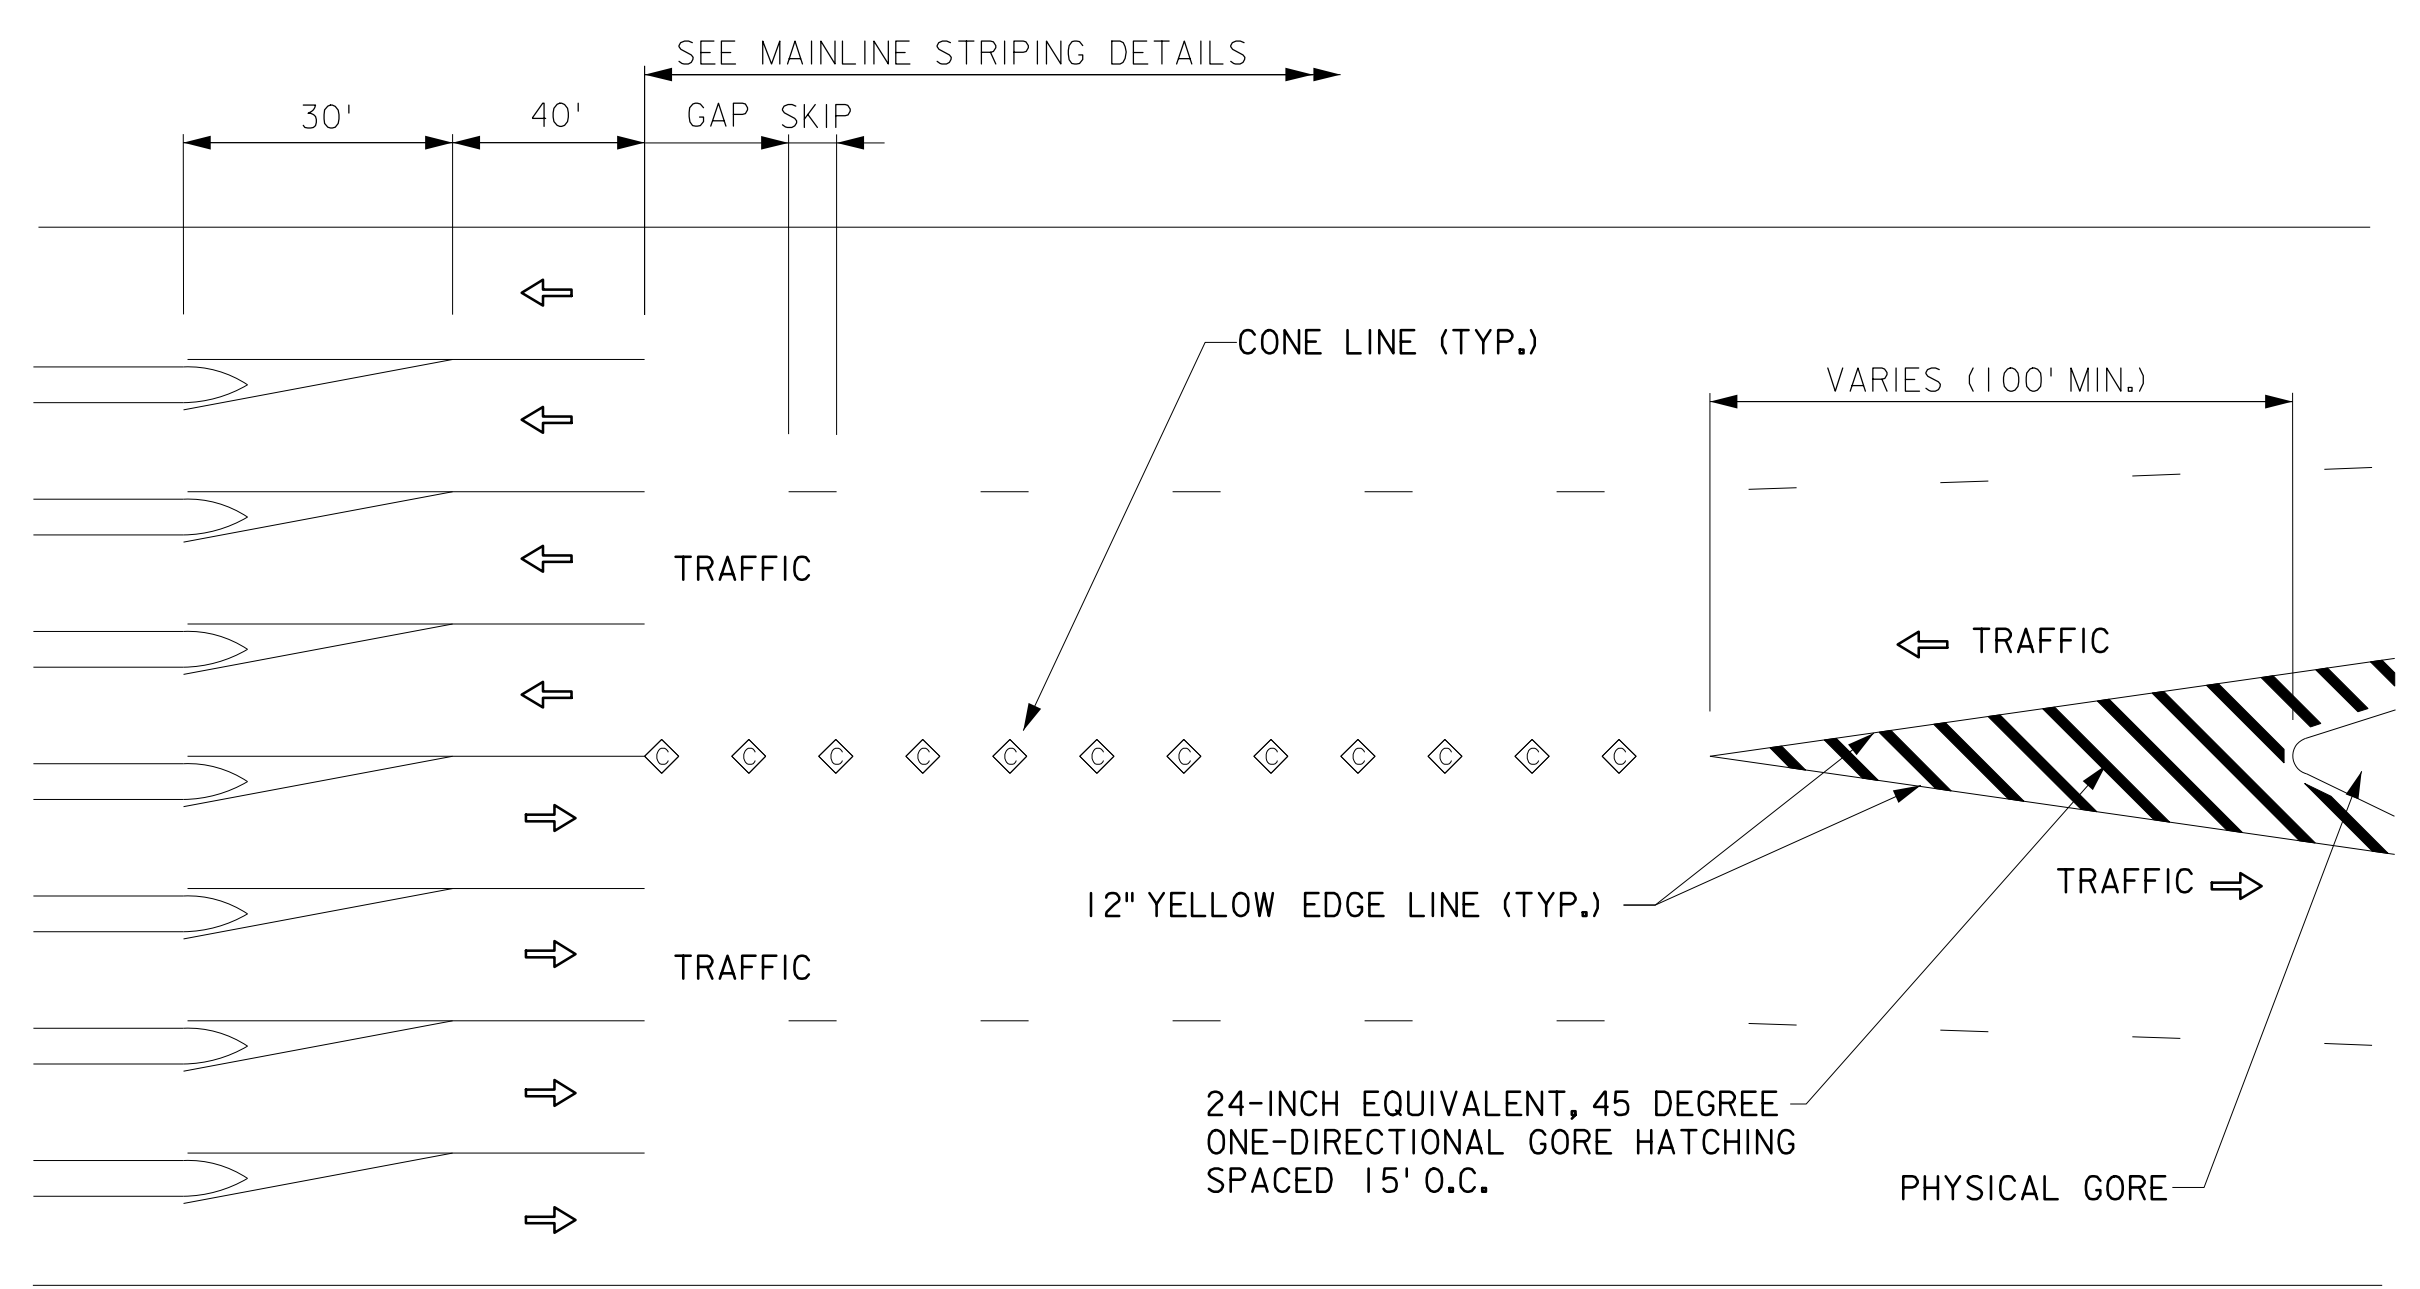 SEE MAINLINE STRIPING DETAILS
30'
40'
GAP
SKIP
CONE LINE (TYP.)
VARIES (100' MIN.)
TRAFFIC
TRAFFIC
C C C C C C C C C C C C
TRAFFIC
12" YELLOW EDGE LINE (TYP.)
TRAFFIC
24-INCH EQUIVALENT, 45 DEGREE
ONE-DIRECTIONAL GORE HATCHING
SPACED 15' O.C.
PHYSICAL GORE